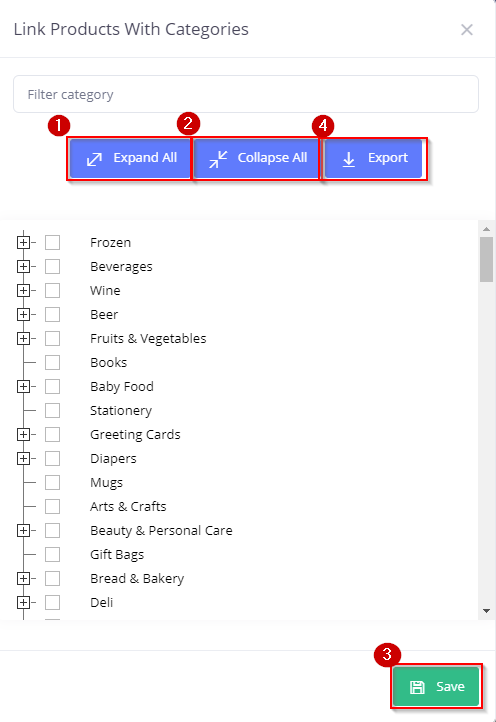 Link Products With Categories
Filter category
1 2 4
Expand All Collapse All Export
Frozen
Beverages
Wine
Beer
Fruits & Vegetables
Books
Baby Food
Stationery
Greeting Cards
Diapers
Mugs
Arts & Crafts
Beauty & Personal Care
Gift Bags
Bread & Bakery
Deli
3
Save